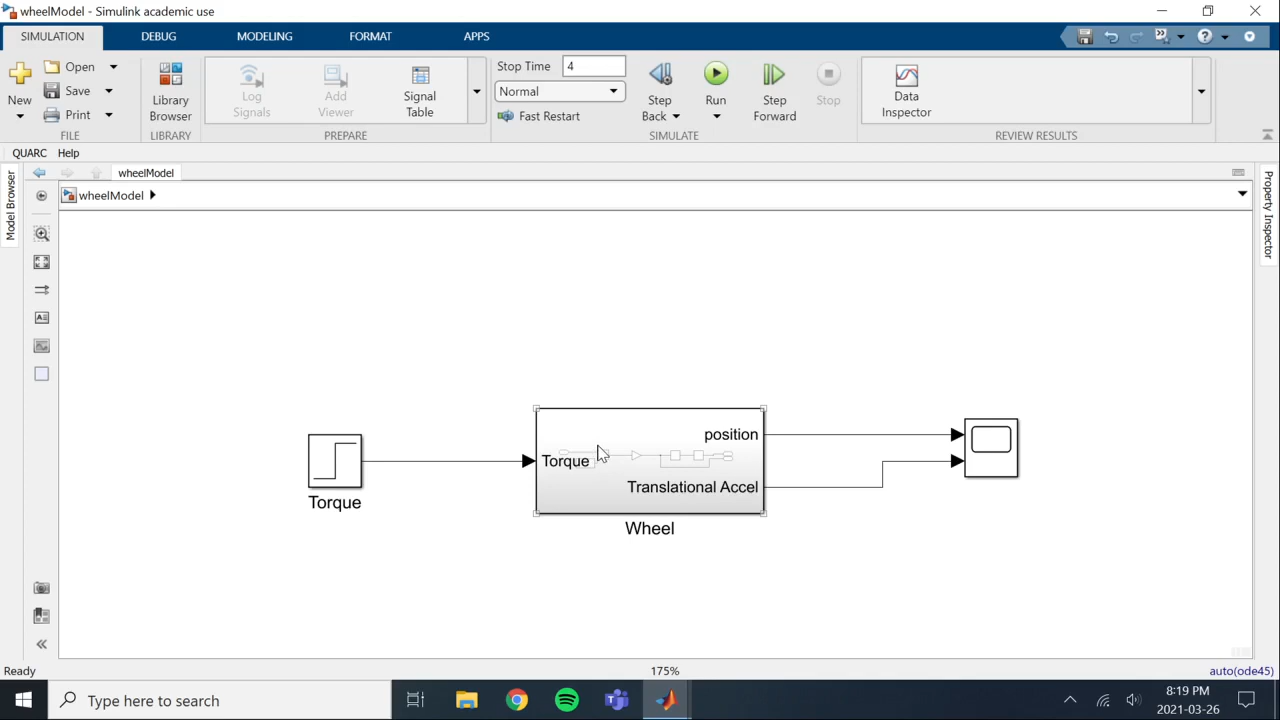 wheelModel - Simulink academic use
SIMULATION
DEBUG
MODELING
FORMAT
APPS
New
Open
Save
Print
FILE
Library
Browser
LIBRARY
Log
Signals
Add
Viewer
Signal
Table
PREPARE
Stop Time 4
Normal
Fast Restart
Step
Back
Run
Step
Forward
Stop
SIMULATE
Data
Inspector
REVIEW RESULTS
QUARC Help
wheelModel
wheelModel
Model Browser
Property Inspector
position
Torque
Translational Accel
Torque
Wheel
Ready
175%
auto(ode45)
Type here to search
8:19 PM
2021-03-26